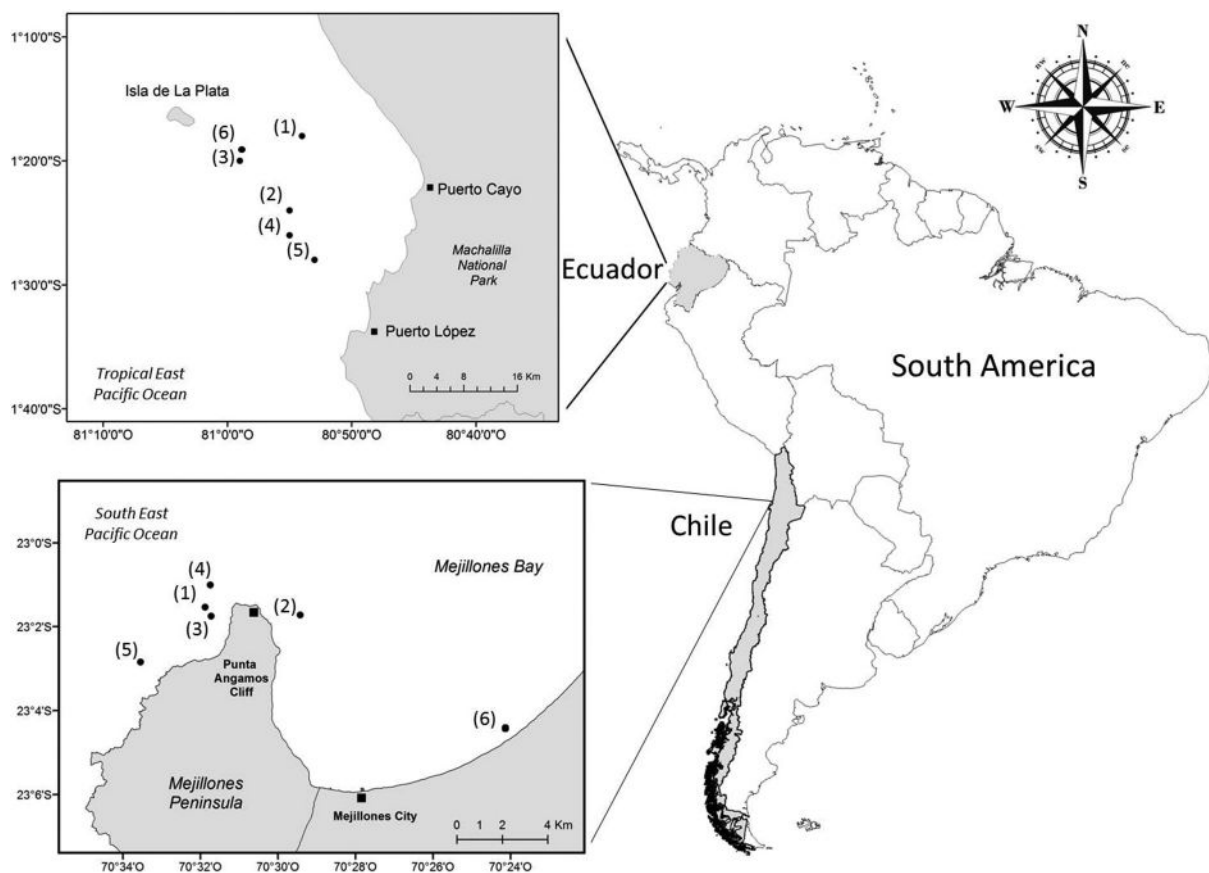 1°10'0"S
1°20'0"S
1°30'0"S
1°40'0"S
Isla de La Plata
(1)
(6)
(3)
(2)
(4)
(5)
Puerto Cayo
Machalilla
National
Park
Puerto López
Tropical East
Pacific Ocean
0 4 8 16 Km
81°10'0"O
81°0'0"O
80°50'0"O
80°40'0"O
N
W
E
S
NW
NE
SW
SE
Ecuador
South America
Chile
South East
Pacific Ocean
23°0'S
23°2'S
23°4'S
23°6'S
Mejillones Bay
(4)
(1)
(2)
(3)
(5)
(6)
Punta
Angamos
Cliff
Mejillones
Peninsula
Mejillones City
0 1 2 4 Km
70°34'O
70°32'O
70°30'O
70°28'O
70°26'O
70°24'O